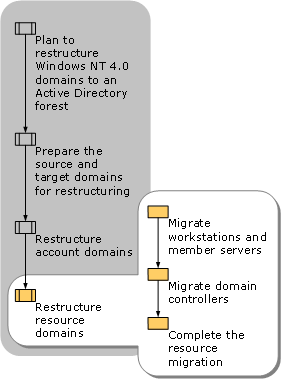 Plan to
restructure
Windows NT 4.0
domains to an
Active Directory
forest
Prepare the
source and
target domains
for restructuring
Restructure
account domains
Restructure
resource
domains
Migrate
workstations and
member servers
Migrate domain
controllers
Complete the
resource
migration